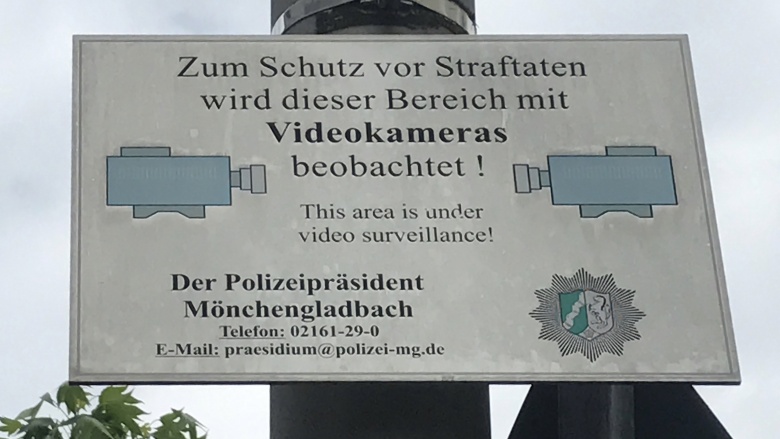 Zum Schutz vor Straftaten
wird dieser Bereich mit
Videokameras
beobachtet !
This area is under
video surveillance!
Der Polizeipräsident
Mönchengladbach
Telefon: 02161-29-0
E-Mail: praesidium@polizei-mg.de